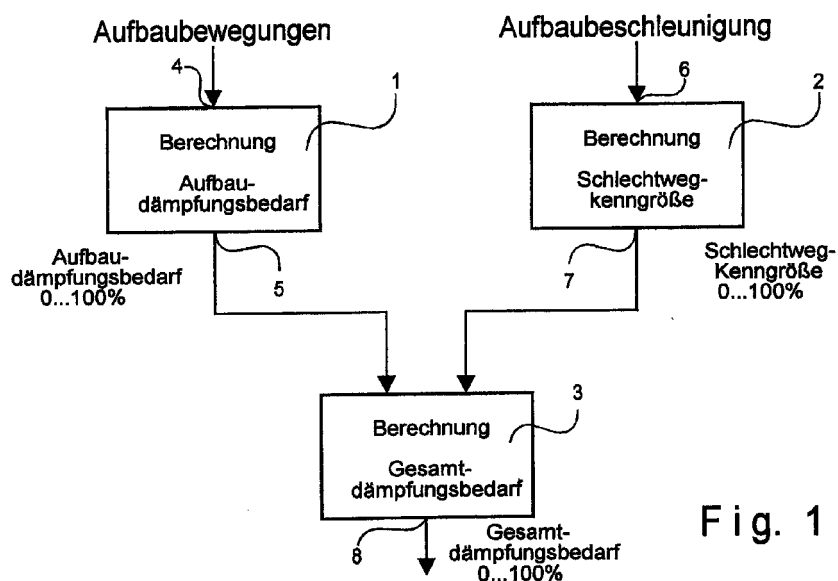 Aufbaubewegungen
Aufbaubeschleunigung
4
1
6
2
Berechnung
Aufbau-
dämpfungsbedarf
Berechnung
Schlechtweg-
kenngröße
Aufbau-
dämpfungsbedarf
0...100%
5
7
Schlechtweg-
Kenngröße
0...100%
3
Berechnung
Gesamt-
dämpfungsbedarf
8
Gesamt-
dämpfungsbedarf
0...100%
Fig. 1